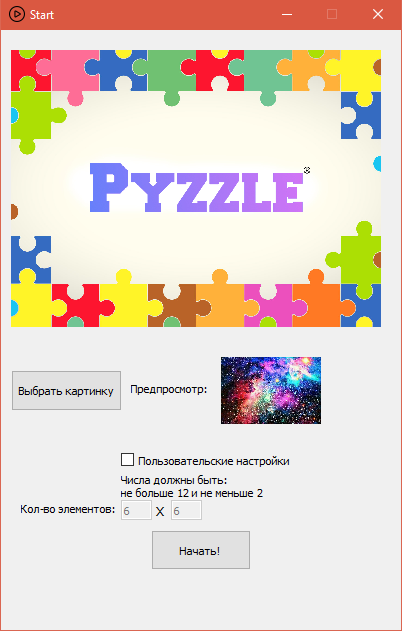 Start
PYZZLE®
Выбрать картинку
Предпросмотр:
Пользовательские настройки
Числа должны быть:
не больше 12 и не меньше 2
Кол-во элементов: 6 X 6
Начать!